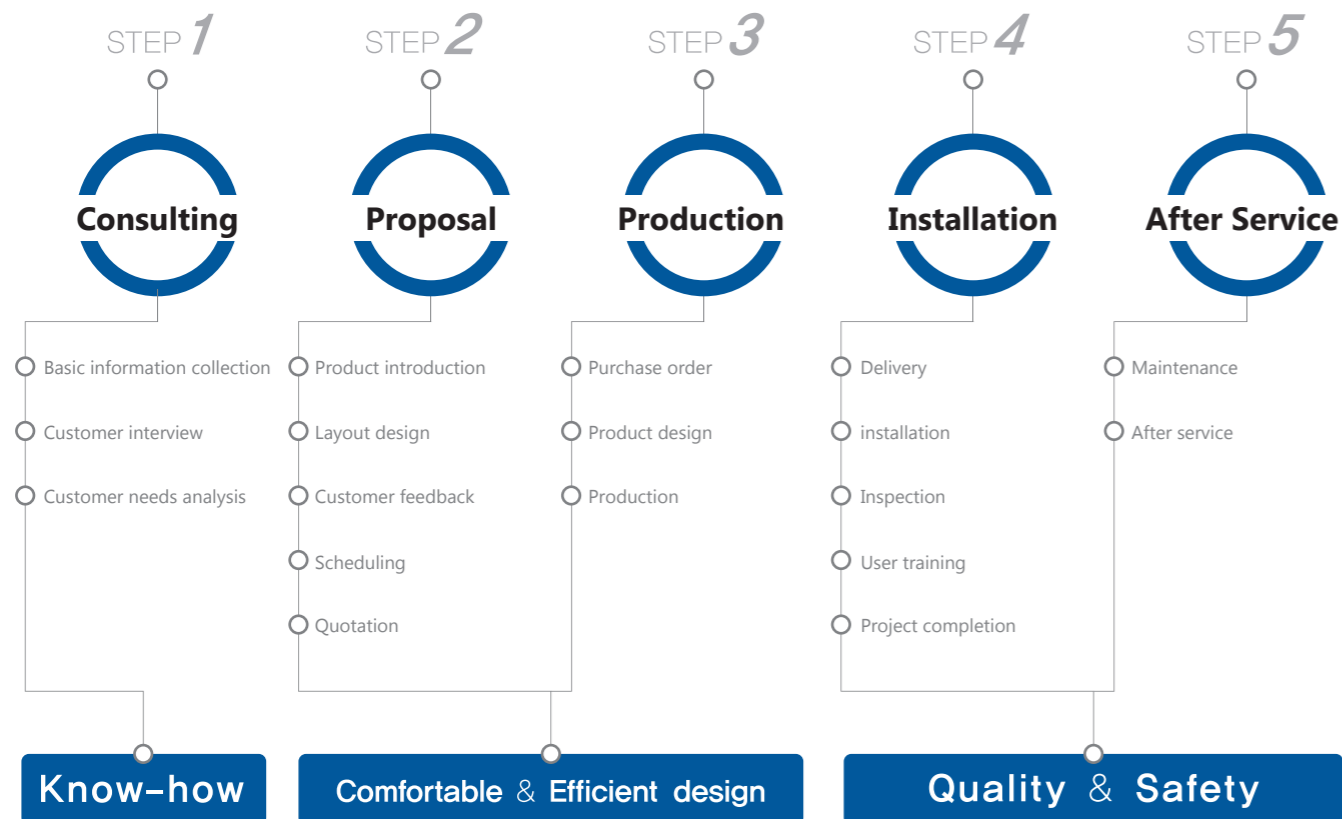 STEP 1
STEP 2
STEP 3
STEP 4
STEP 5
Consulting
Proposal
Production
Installation
After Service
Basic information collection
Customer interview
Customer needs analysis
Product introduction
Layout design
Customer feedback
Scheduling
Quotation
Purchase order
Product design
Production
Delivery
installation
Inspection
User training
Project completion
Maintenance
After service
Know-how
Comfortable & Efficient design
Quality & Safety